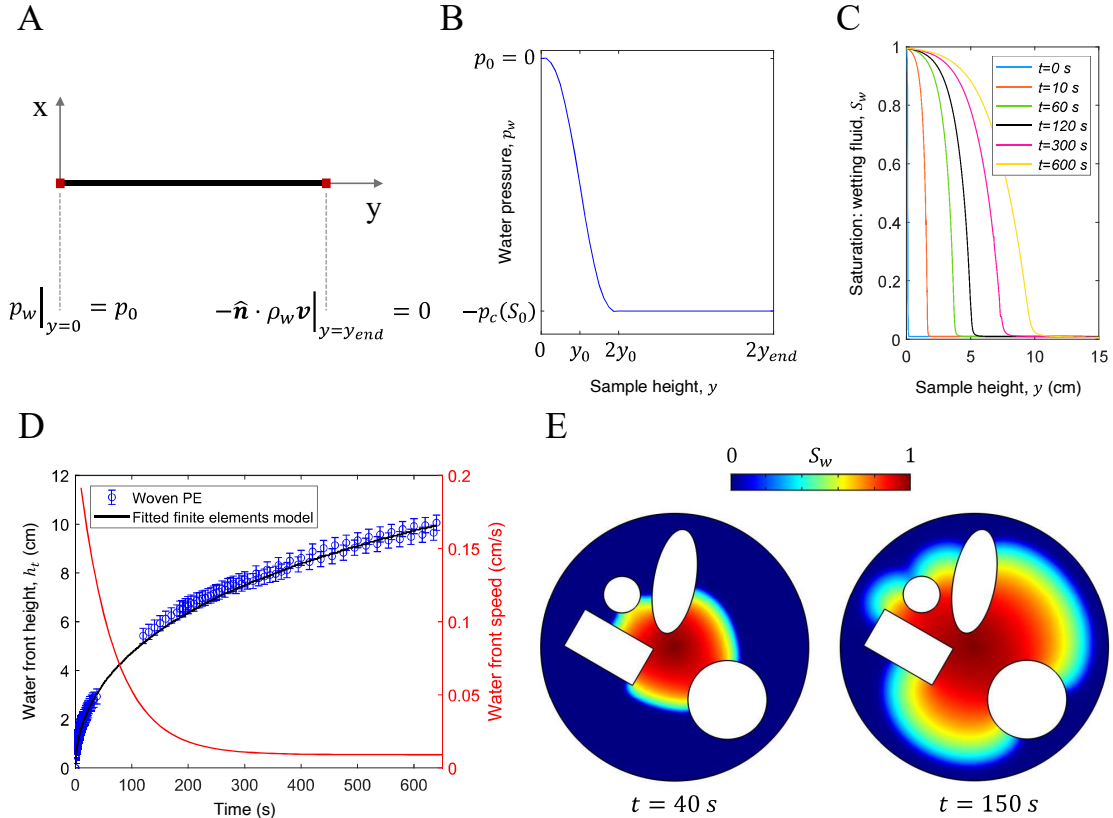 A
x
y
p_w|_{y=0} = p_0
-n̂ · ρ_w v|_{y=y_{end}} = 0
B
p_0 = 0
-p_c(S_0)
Water pressure, p_w
0 y_0 2y_0 2y_{end}
Sample height, y
C
Saturation: wetting fluid, S_w
1
0.8
0.6
0.4
0.2
0
t=0 s
t=10 s
t=60 s
t=120 s
t=300 s
t=600 s
0 5 10 15
Sample height, y (cm)
D
Water front height, h_t (cm)
12
10
8
6
4
2
0
Woven PE
Fitted finite elements model
0.2
0.15
0.1
0.05
0
Water front speed (cm/s)
0 100 200 300 400 500 600
Time (s)
E
0 S_w 1
t = 40 s
t = 150 s